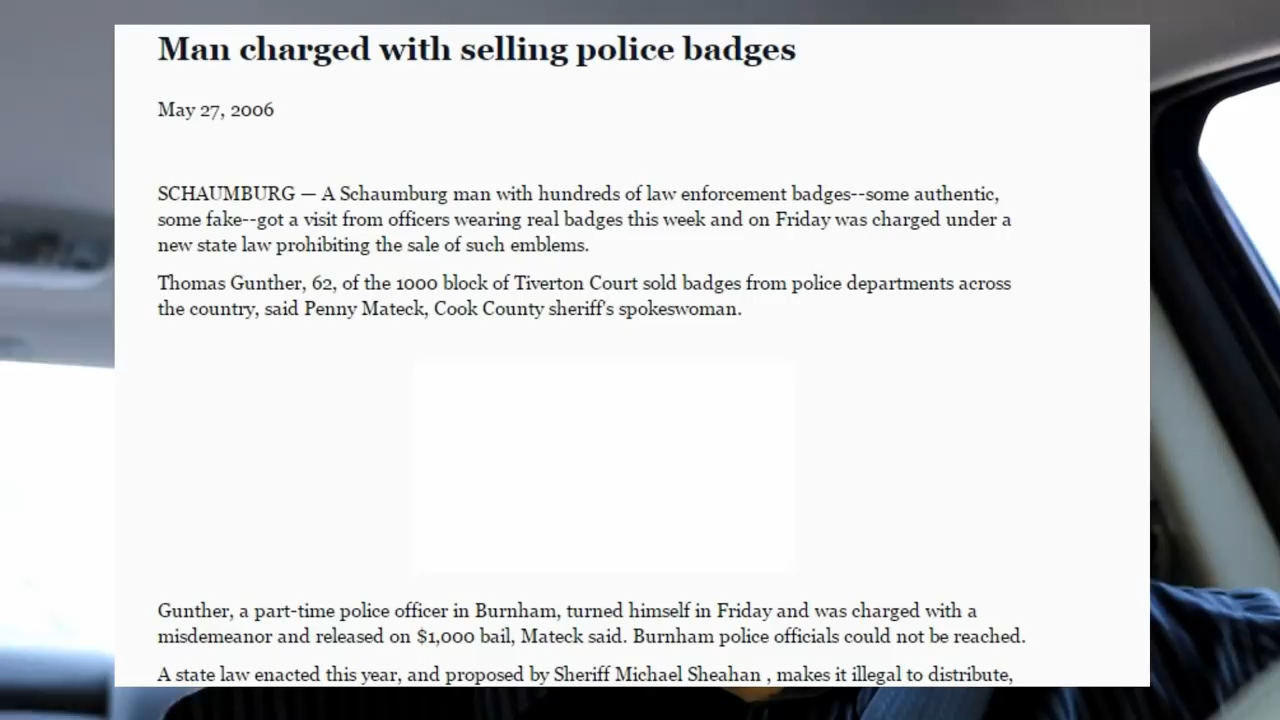 Man charged with selling police badges
May 27, 2006
SCHAUMBURG — A Schaumburg man with hundreds of law enforcement badges--some authentic,
some fake--got a visit from officers wearing real badges this week and on Friday was charged under a
new state law prohibiting the sale of such emblems.
Thomas Gunther, 62, of the 1000 block of Tiverton Court sold badges from police departments across
the country, said Penny Mateck, Cook County sheriff's spokeswoman.
Gunther, a part-time police officer in Burnham, turned himself in Friday and was charged with a
misdemeanor and released on $1,000 bail, Mateck said. Burnham police officials could not be reached.
A state law enacted this year, and proposed by Sheriff Michael Sheahan , makes it illegal to distribute,